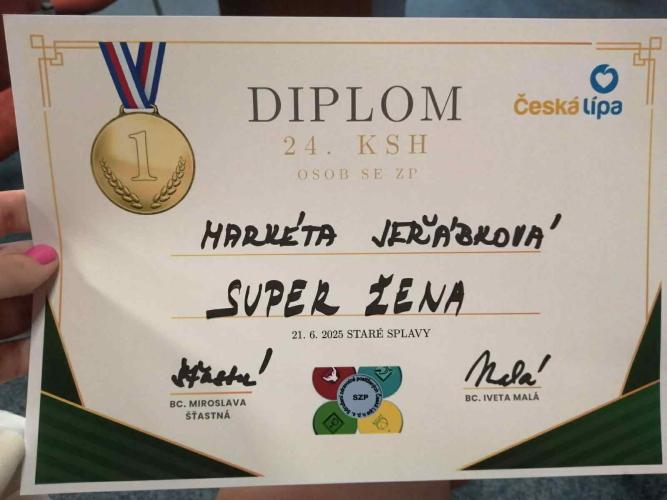 DIPLOM
Česká lípa
24. KSH
OSOB SE ZP
1
MARKÉTA JEŘÁBKOVÁ
SUPER ŽENA
21. 6. 2025 STARÉ SPLAVY
Šťastná
BC. MIROSLAVA
ŠŤASTNÁ
SZP
Malá
BC. IVETA MALÁ